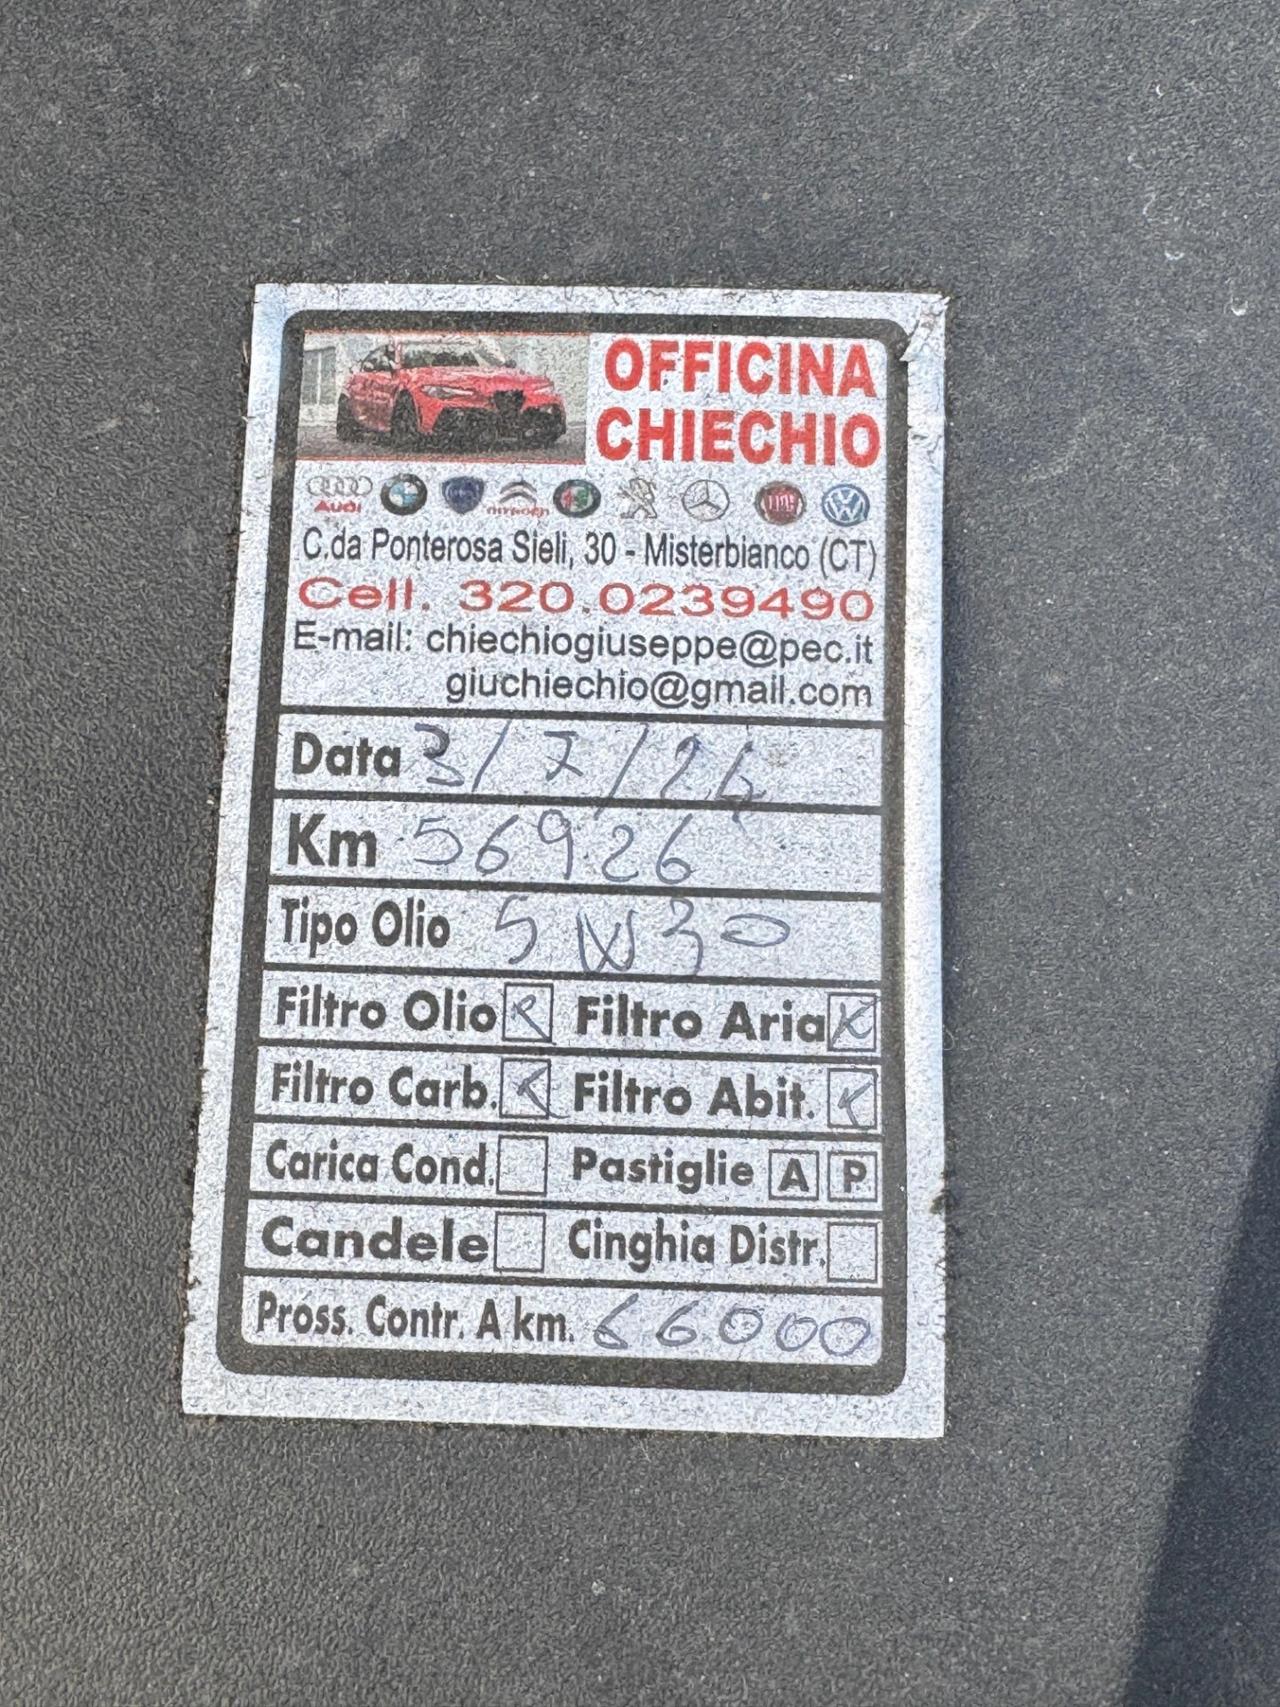 OFFICINA
CHIECHIO
Audi CITROËN FIAT
C.da Ponterosa Sieli, 30 - Misterbianco (CT)
Cell. 320.0239490
E-mail: chiechiogiuseppe@pec.it
giuchiechio@gmail.com
Data 3/7/24
Km 56926
Tipo Olio 5W30
Filtro Olio Filtro Aria
Filtro Carb. Filtro Abit.
Carica Cond. Pastiglie A P
Candele Cinghia Distr.
Pross. Contr. A km. 66000